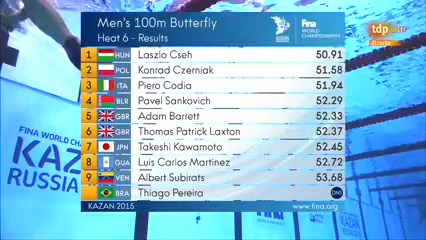 Men's 100m Butterfly
Heat 6 - Results
KAZAN
fina
WORLD
CHAMPIONSHIPS
tdp
directo
1 HUN Laszlo Cseh 50.91
2 POL Konrad Czerniak 51.58
3 ITA Piero Codia 51.94
4 BLR Pavel Sankovich 52.29
5 GBR Adam Barrett 52.33
6 GBR Thomas Patrick Laxton 52.37
7 JPN Takeshi Kawamoto 52.45
8 GUA Luis Carlos Martinez 52.72
9 VEN Albert Subirats 53.68
BRA Thiago Pereira DNS
KAZAN 2015 www.fina.org
FINA WORLD
KAZAN
RUSSIA